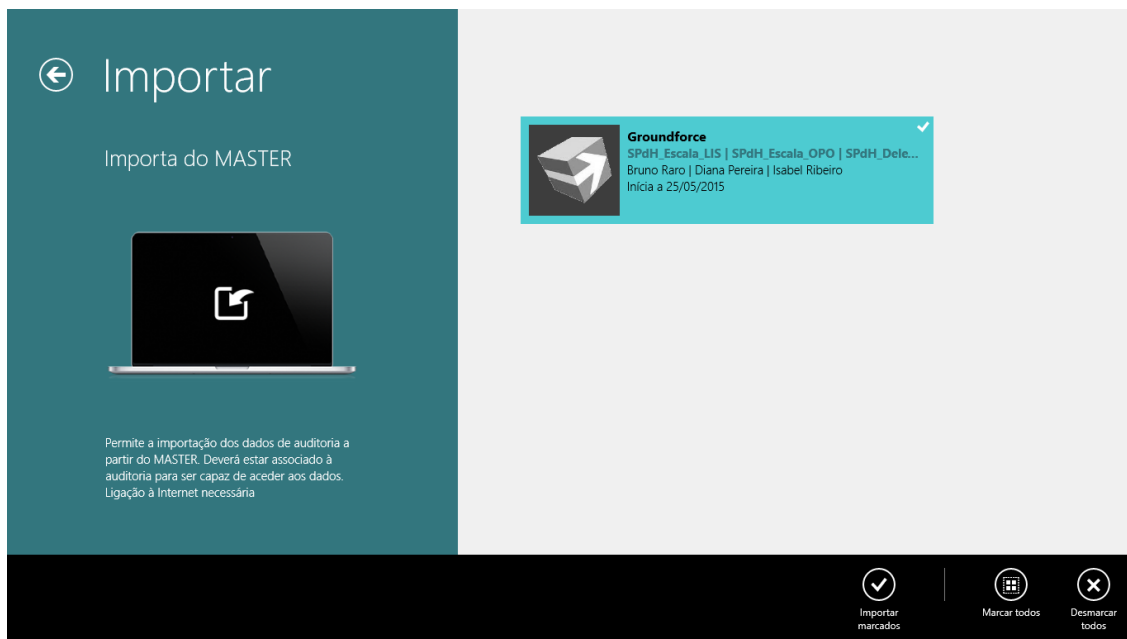 Importar
Importa do MASTER
Permite a importação dos dados de auditoria a
partir do MASTER. Deverá estar associado à
auditoria para ser capaz de aceder aos dados.
Ligação à Internet necessária
Groundforce
SPdH_Escala_LIS | SPdH_Escala_OPO | SPdH_Dele...
Bruno Raro | Diana Pereira | Isabel Ribeiro
Inícia a 25/05/2015
Importar
marcados
Marcar todos
Desmarcar
todos